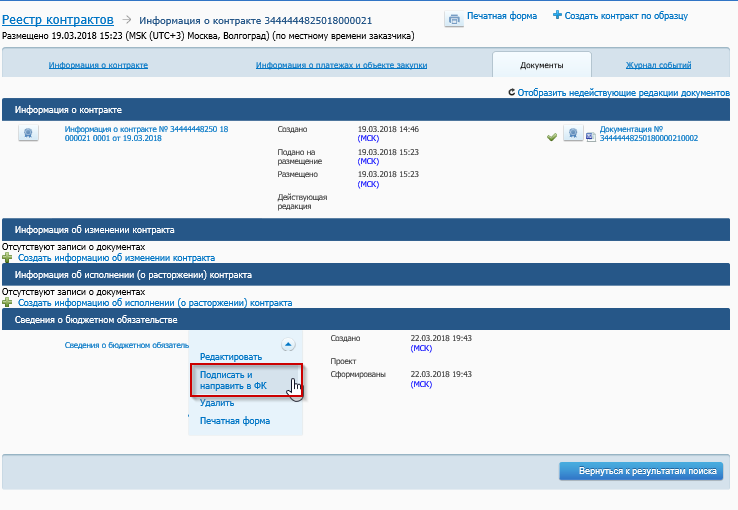 Реестр контрактов → Информация о контракте 3444444825018000021
Печатная форма
Создать контракт по образцу
Размещено 19.03.2018 15:23 (MSK (UTC+3) Москва, Волгоград) (по местному времени заказчика)
Информация о контракте
Информация о платежах и объекте закупки
Документы
Журнал событий
Отобразить недействующие редакции документов
Информация о контракте
Информация о контракте № 34444448250 18
000021 0001 от 19.03.2018
Создано
19.03.2018 14:46
(МСК)
Подано на
размещение
19.03.2018 15:23
(МСК)
Размещено
19.03.2018 15:23
(МСК)
Действующая
редакция
Документация №
34444448250180000210002
Информация об изменении контракта
Отсутствуют записи о документах
Создать информацию об изменении контракта
Информация об исполнении (о расторжении) контракта
Отсутствуют записи о документах
Создать информацию об исполнении (о расторжении) контракта
Сведения о бюджетном обязательстве
Сведения о бюджетном обязатель
Редактировать
Подписать и
направить в ФК
Удалить
Печатная форма
Создано
22.03.2018 19:43
(МСК)
Проект
Сформированы
22.03.2018 19:43
(МСК)
Вернуться к результатам поиска